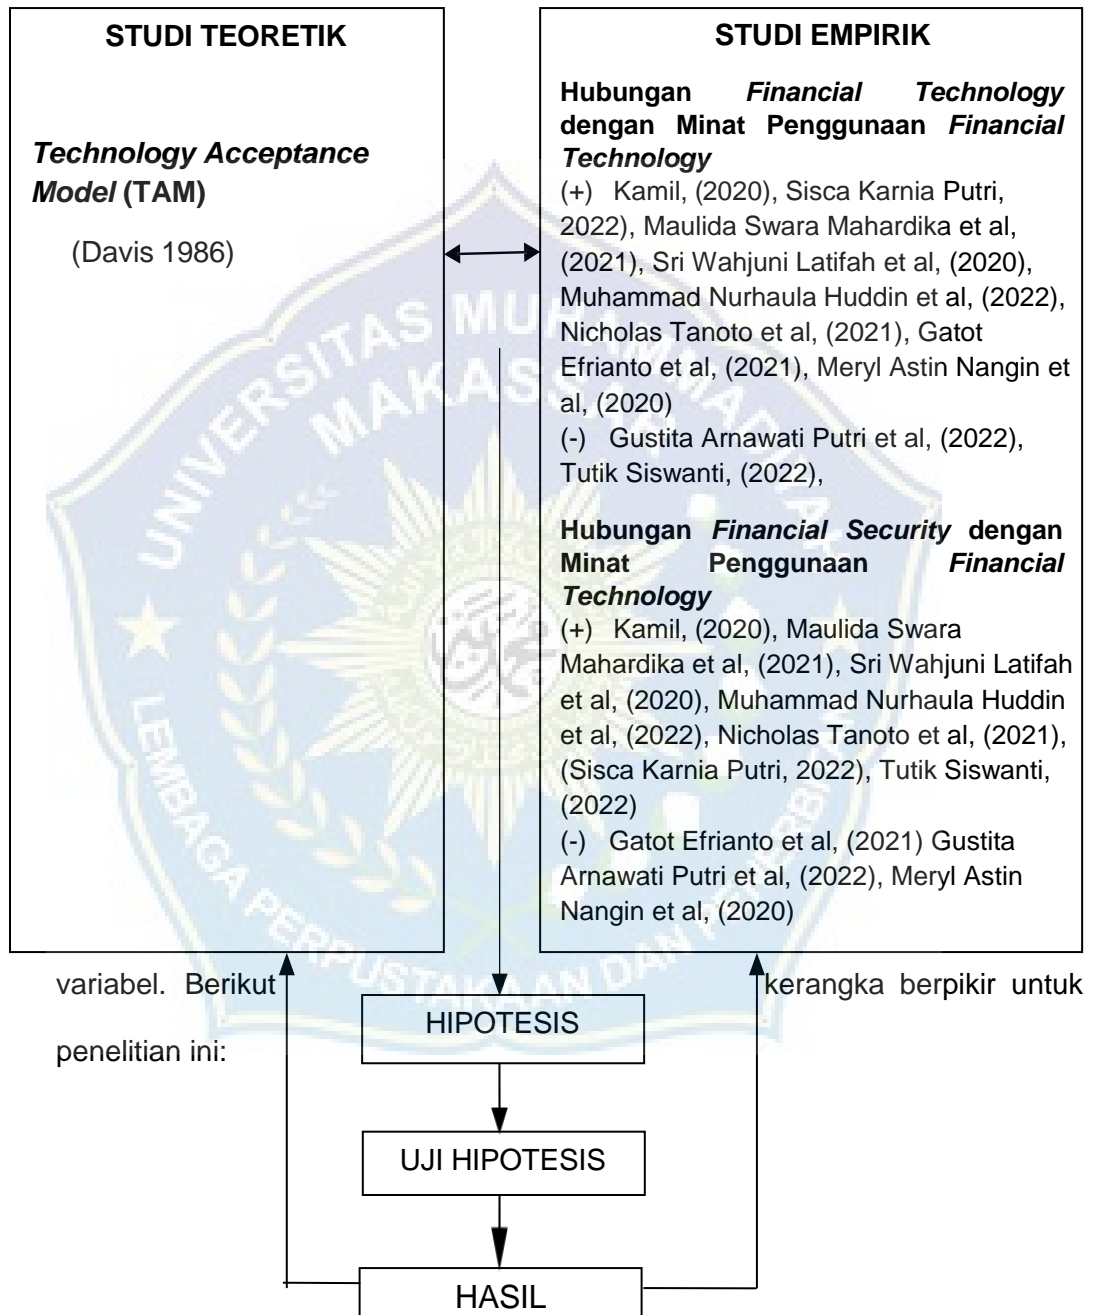 STUDI TEORETIK
Technology Acceptance
Model (TAM)
(Davis 1986)
STUDI EMPIRIK
Hubungan Financial Technology
dengan Minat Penggunaan Financial
Technology
(+) Kamil, (2020), Sisca Karnia Putri,
2022), Maulida Swara Mahardika et al,
(2021), Sri Wahjuni Latifah et al, (2020),
Muhammad Nurhaula Huddin et al, (2022),
Nicholas Tanoto et al, (2021), Gatot
Efrianto et al, (2021), Meryl Astin Nangin et
al, (2020)
(-) Gustita Arnawati Putri et al, (2022),
Tutik Siswanti, (2022),
Hubungan Financial Security dengan
Minat Penggunaan Financial
Technology
(+) Kamil, (2020), Maulida Swara
Mahardika et al, (2021), Sri Wahjuni Latifah
et al, (2020), Muhammad Nurhaula Huddin
et al, (2022), Nicholas Tanoto et al, (2021),
(Sisca Karnia Putri, 2022), Tutik Siswanti,
(2022)
(-) Gatot Efrianto et al, (2021) Gustita
Arnawati Putri et al, (2022), Meryl Astin
Nangin et al, (2020)
variabel. Berikut kerangka berpikir untuk
penelitian ini:
HIPOTESIS
UJI HIPOTESIS
HASIL
UNIVERSITAS MUHAMMADIYAH
MAKASSAR
LEMBAGA PERPUSTAKAAN DAN PENERBITAN